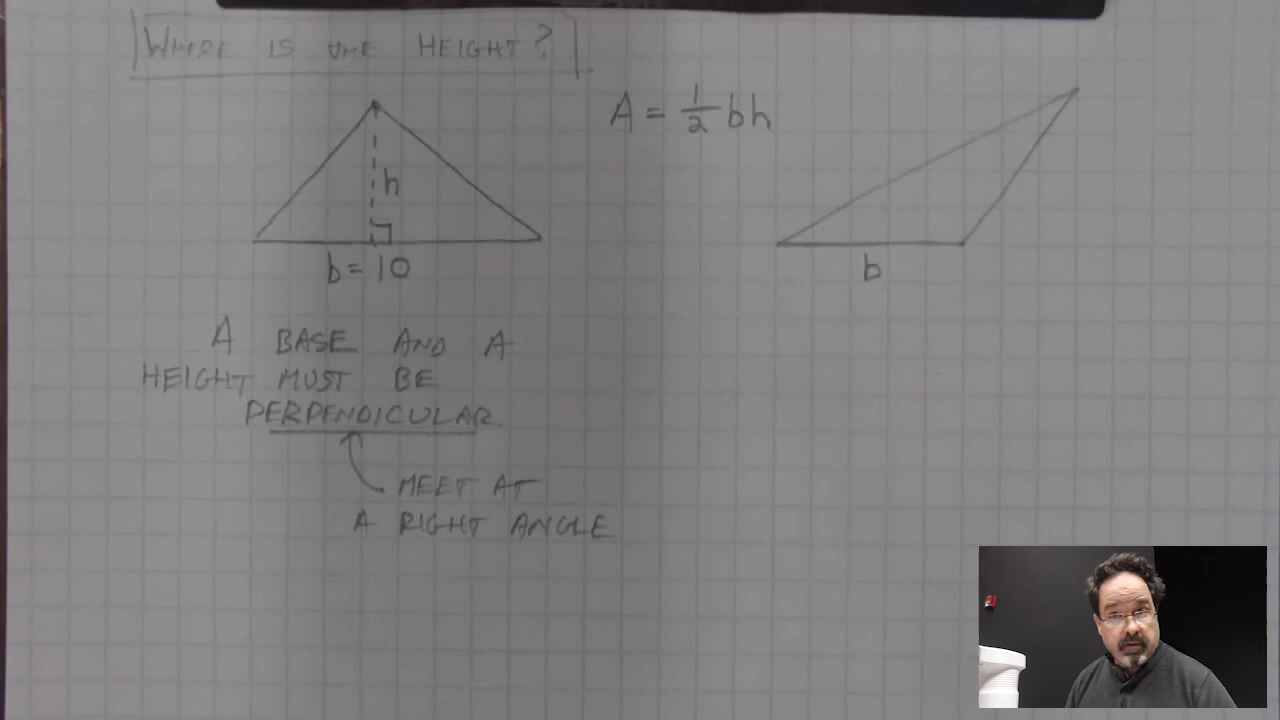 WHERE IS THE HEIGHT?
A = 1/2 bh
h
b = 10
b
A BASE AND A
HEIGHT MUST BE
PERPENDICULAR
MEET AT
A RIGHT ANGLE